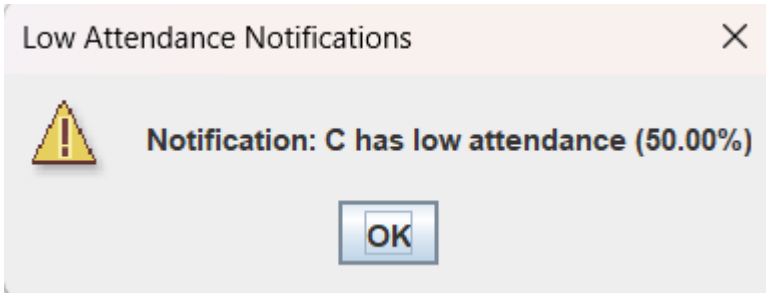 Low Attendance Notifications
Notification: C has low attendance (50.00%)
OK